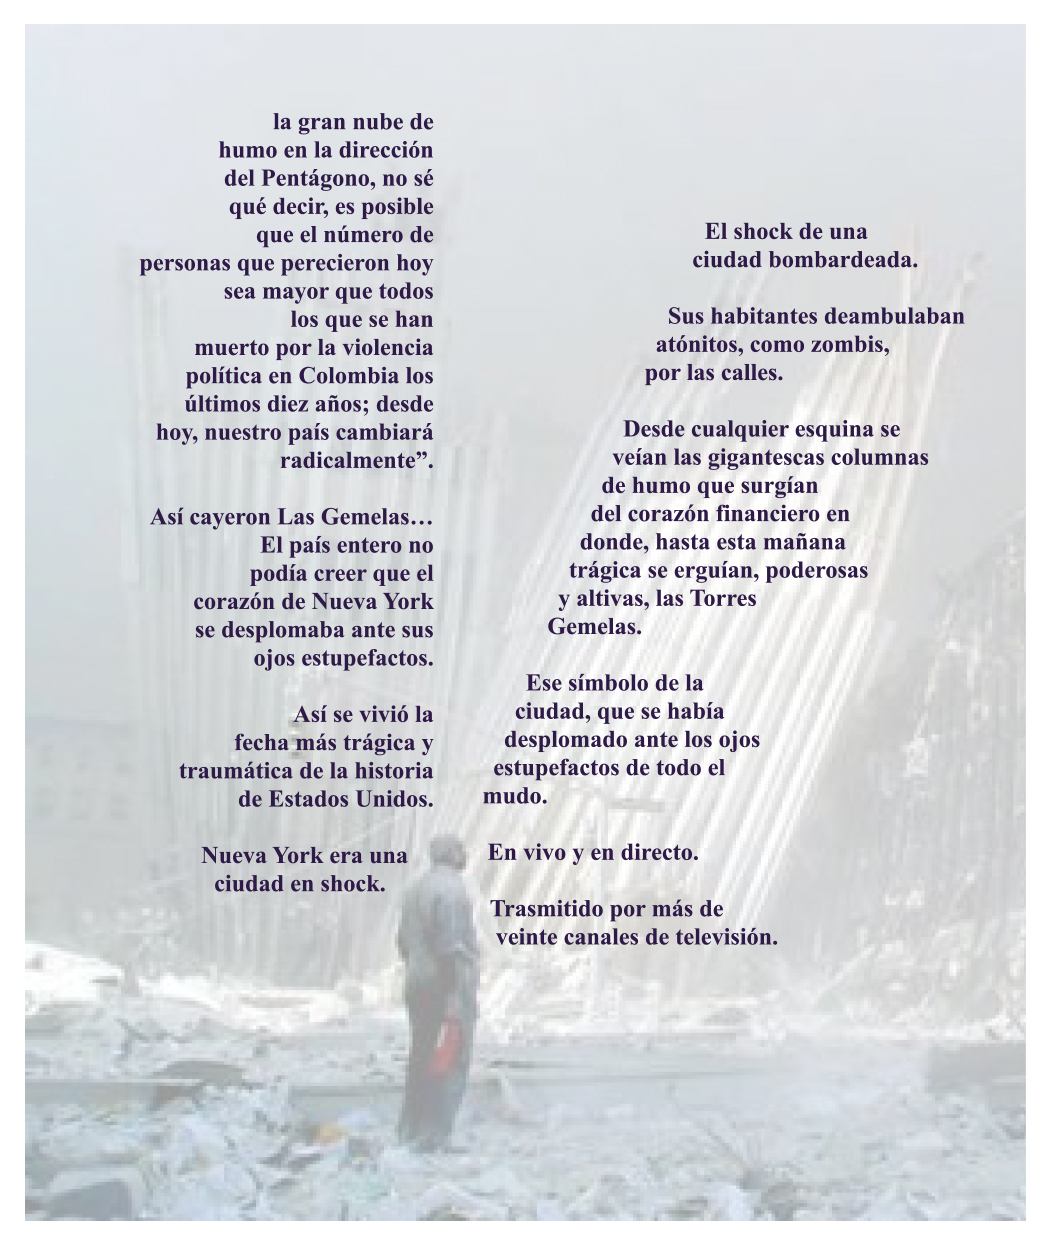 la gran nube de
humo en la dirección
del Pentágono, no sé
qué decir, es posible
que el número de
personas que perecieron hoy
sea mayor que todos
los que se han
muerto por la violencia
política en Colombia los
últimos diez años; desde
hoy, nuestro país cambiará
radicalmente”.
Así cayeron Las Gemelas…
El país entero no
podía creer que el
corazón de Nueva York
se desplomaba ante sus
ojos estupefactos.
Así se vivió la
fecha más trágica y
traumática de la historia
de Estados Unidos.
Nueva York era una
ciudad en shock.
El shock de una
ciudad bombardeada.
Sus habitantes deambulaban
atónitos, como zombis,
por las calles.
Desde cualquier esquina se
veían las gigantescas columnas
de humo que surgían
del corazón financiero en
donde, hasta esta mañana
trágica se erguían, poderosas
y altivas, las Torres
Gemelas.
Ese símbolo de la
ciudad, que se había
desplomado ante los ojos
estupefactos de todo el
mudo.
En vivo y en directo.
Trasmitido por más de
veinte canales de televisión.